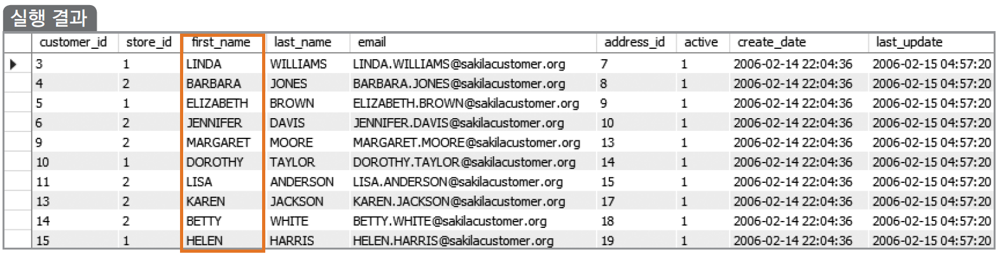 실행 결과
customer_id store_id first_name last_name email address_id active create_date last_update
3 1 LINDA WILLIAMS LINDA.WILLIAMS@sakilacustomer.org 7 1 2006-02-14 22:04:36 2006-02-15 04:57:20
4 2 BARBARA JONES BARBARA.JONES@sakilacustomer.org 8 1 2006-02-14 22:04:36 2006-02-15 04:57:20
5 1 ELIZABETH BROWN ELIZABETH.BROWN@sakilacustomer.org 9 1 2006-02-14 22:04:36 2006-02-15 04:57:20
6 2 JENNIFER DAVIS JENNIFER.DAVIS@sakilacustomer.org 10 1 2006-02-14 22:04:36 2006-02-15 04:57:20
9 2 MARGARET MOORE MARGARET.MOORE@sakilacustomer.org 13 1 2006-02-14 22:04:36 2006-02-15 04:57:20
10 1 DOROTHY TAYLOR DOROTHY.TAYLOR@sakilacustomer.org 14 1 2006-02-14 22:04:36 2006-02-15 04:57:20
11 2 LISA ANDERSON LISA.ANDERSON@sakilacustomer.org 15 1 2006-02-14 22:04:36 2006-02-15 04:57:20
13 2 KAREN JACKSON KAREN.JACKSON@sakilacustomer.org 17 1 2006-02-14 22:04:36 2006-02-15 04:57:20
14 2 BETTY WHITE BETTY.WHITE@sakilacustomer.org 18 1 2006-02-14 22:04:36 2006-02-15 04:57:20
15 1 HELEN HARRIS HELEN.HARRIS@sakilacustomer.org 19 1 2006-02-14 22:04:36 2006-02-15 04:57:20